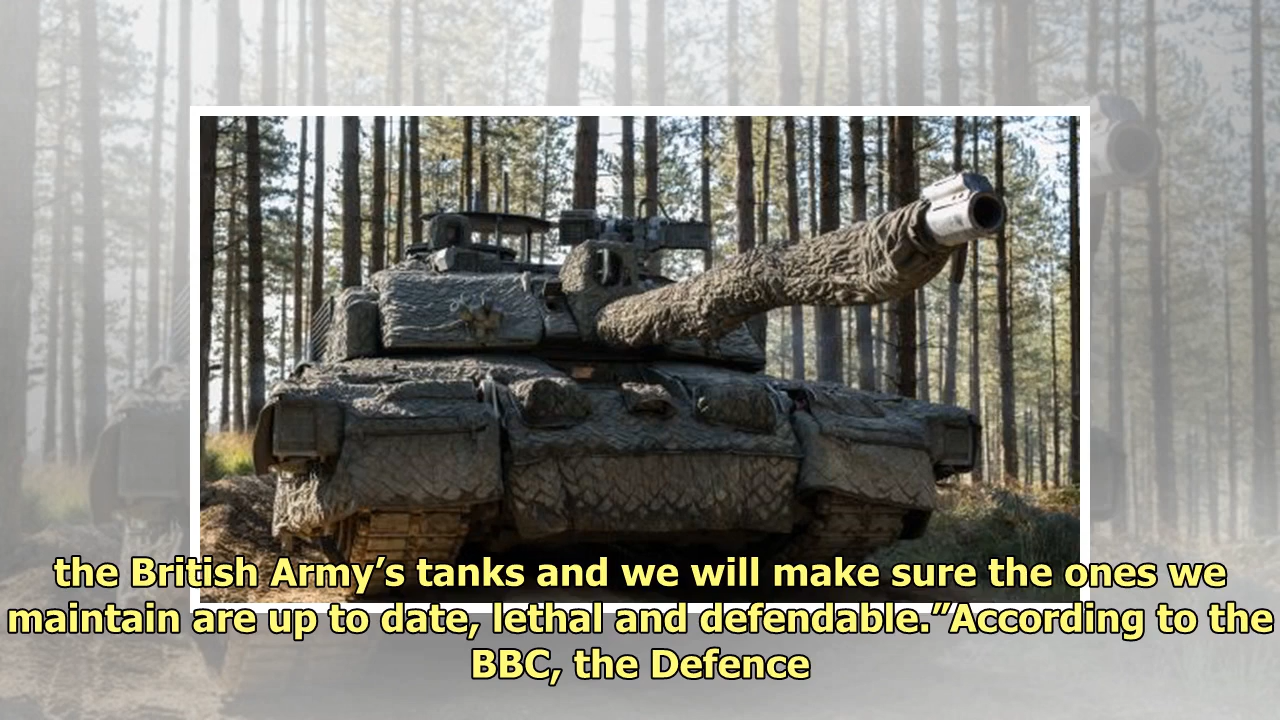 the British Army’s tanks and we will make sure the ones we
maintain are up to date, lethal and defendable.”According to the
BBC, the Defence